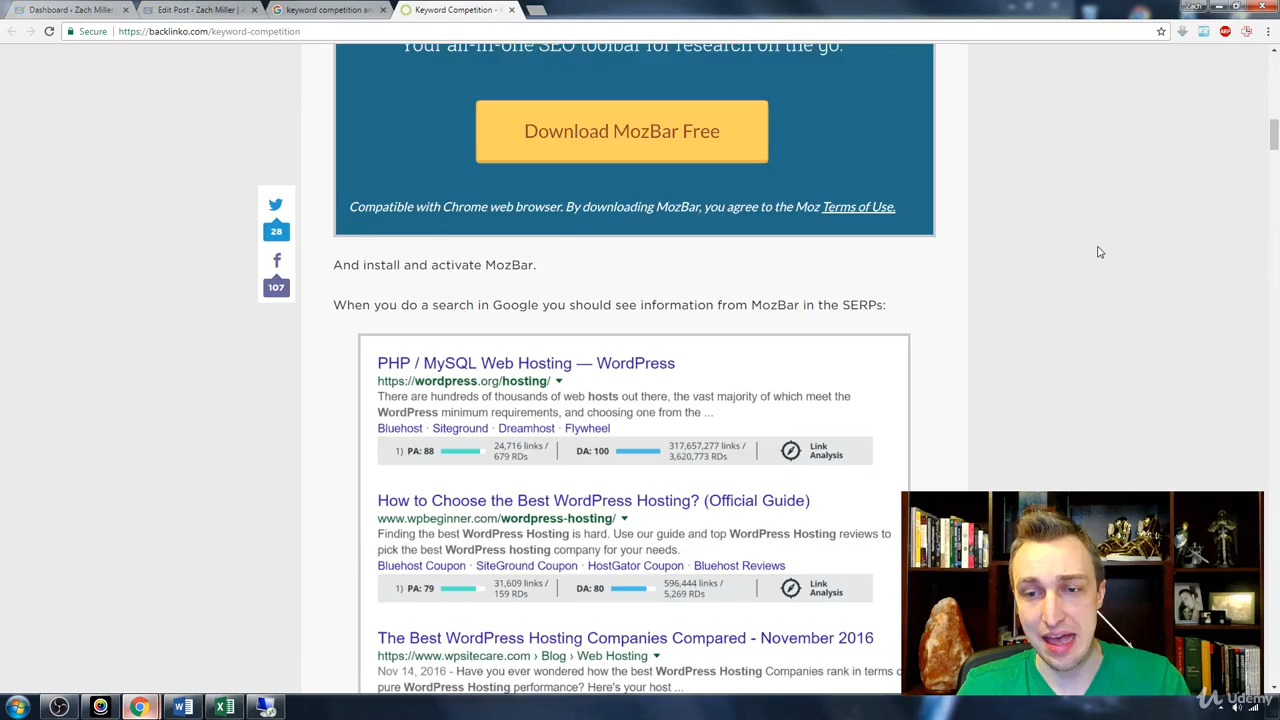 Dashboard ‹ Zach Miller
Edit Post ‹ Zach Miller | A
keyword competition an
Keyword Competition -
Zach
Secure
https://backlinko.com/keyword-competition
ABP
Your all-in-one SEO toolbar for research on the go.
Download MozBar Free
Compatible with Chrome web browser. By downloading MozBar, you agree to the Moz Terms of Use.
28
107
And install and activate MozBar.
When you do a search in Google you should see information from MozBar in the SERPs:
PHP / MySQL Web Hosting — WordPress
https://wordpress.org/hosting/
There are hundreds of thousands of web hosts out there, the vast majority of which meet the
WordPress minimum requirements, and choosing one from the ...
Bluehost · Siteground · Dreamhost · Flywheel
1) PA: 88 24,716 links / 679 RDs DA: 100 317,657,277 links / 3,620,773 RDs Link Analysis
How to Choose the Best WordPress Hosting? (Official Guide)
www.wpbeginner.com/wordpress-hosting/
Finding the best WordPress Hosting is hard. Use our guide and top WordPress Hosting reviews to
pick the best WordPress hosting company for your needs.
Bluehost Coupon · SiteGround Coupon · HostGator Coupon · Bluehost Reviews
1) PA: 79 31,609 links / 159 RDs DA: 80 596,444 links / 5,269 RDs Link Analysis
The Best WordPress Hosting Companies Compared - November 2016
https://www.wpsitecare.com › Blog › Web Hosting
Nov 14, 2016 - Have you ever wondered how the best WordPress Hosting Companies rank in terms of
pure WordPress Hosting performance? Here's your host ...
Udemy